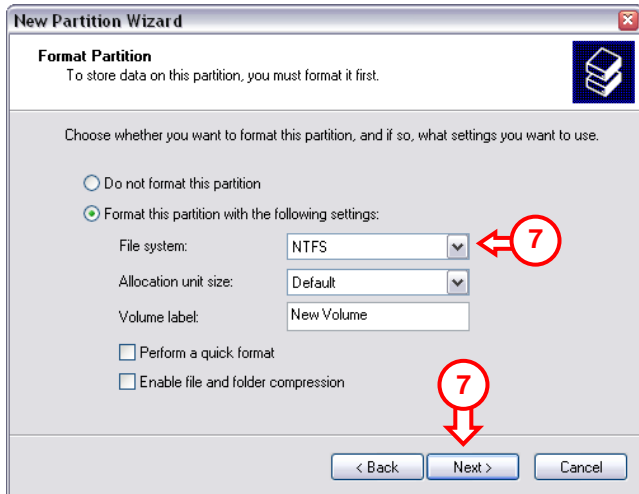 New Partition Wizard
Format Partition
To store data on this partition, you must format it first.
Choose whether you want to format this partition, and if so, what settings you want to use.
Do not format this partition
Format this partition with the following settings:
File system: NTFS 7
Allocation unit size: Default
Volume label: New Volume
Perform a quick format
Enable file and folder compression
7
< Back Next > Cancel